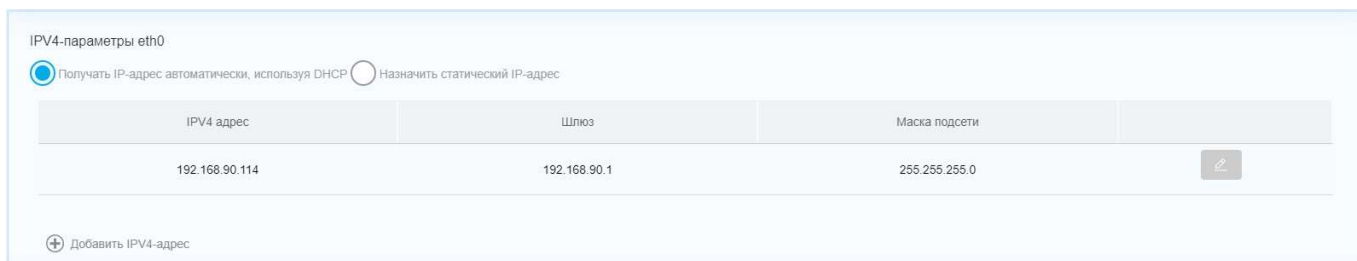 IPV4-параметры eth0
Получать IP-адрес автоматически, используя DHCP Назначить статический IP-адрес
IPV4 адрес Шлюз Маска подсети
192.168.90.114 192.168.90.1 255.255.255.0
Добавить IPV4-адрес